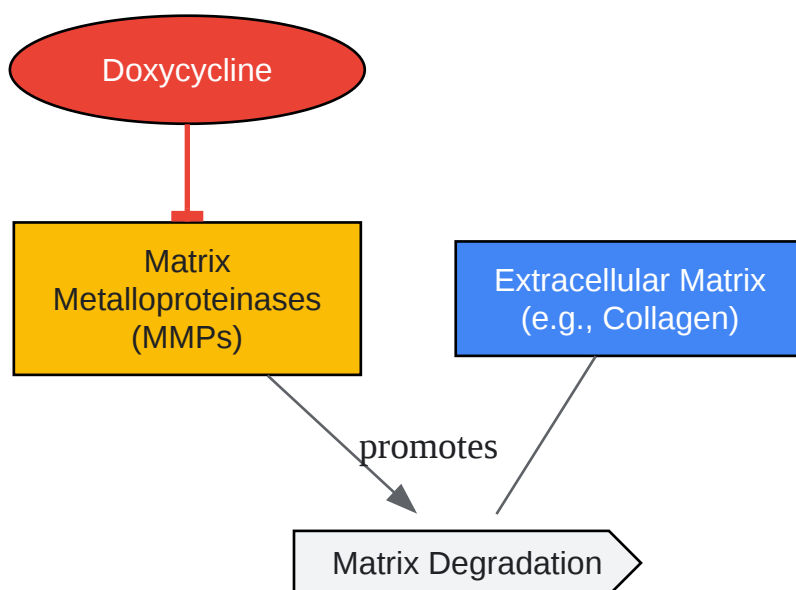 Doxycycline
Matrix
Metalloproteinases
(MMPs)
Extracellular Matrix
(e.g., Collagen)
promotes
Matrix Degradation